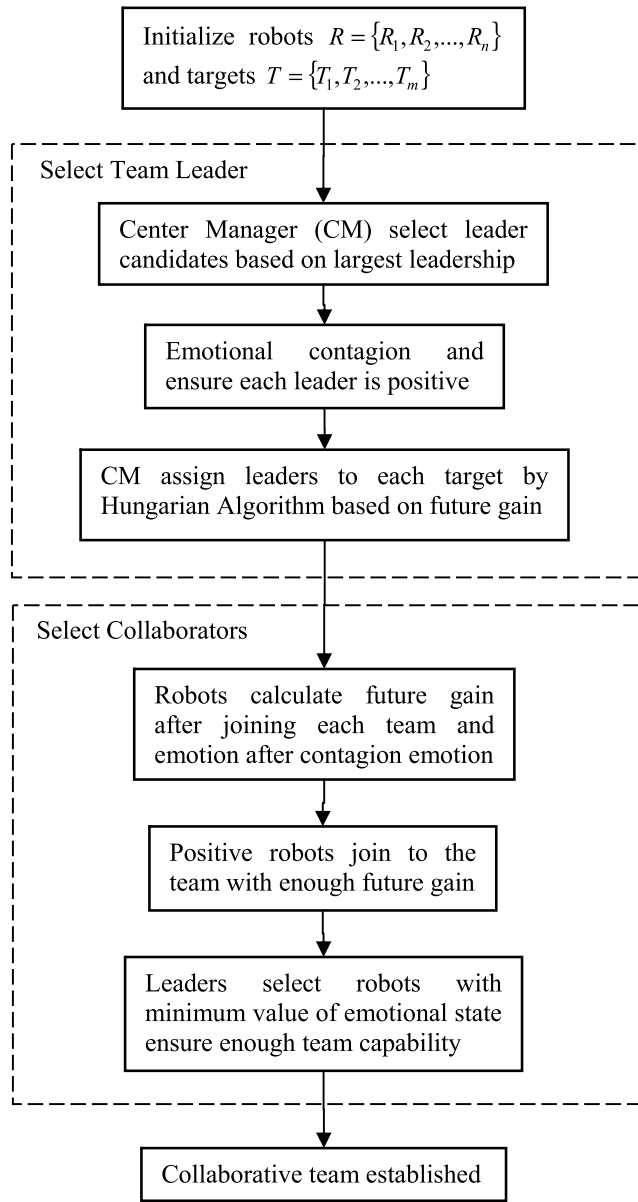 Initialize robots R = {R₁, R₂,..., Rₙ}
and targets T = {T₁, T₂,..., Tₘ}
Select Team Leader
Center Manager (CM) select leader
candidates based on largest leadership
Emotional contagion and
ensure each leader is positive
CM assign leaders to each target by
Hungarian Algorithm based on future gain
Select Collaborators
Robots calculate future gain
after joining each team and
emotion after contagion emotion
Positive robots join to the
team with enough future gain
Leaders select robots with
minimum value of emotional state
ensure enough team capability
Collaborative team established